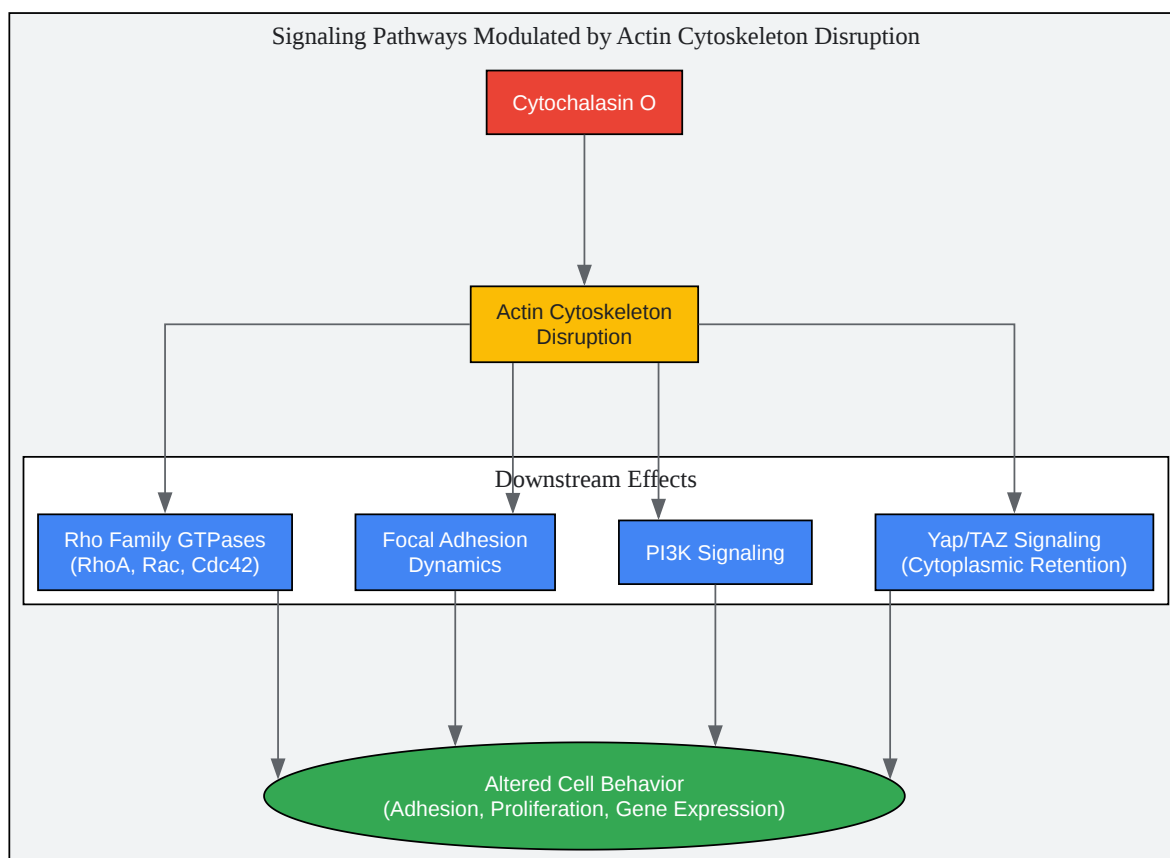 Signaling Pathways Modulated by Actin Cytoskeleton Disruption
Cytochalasin O
Actin Cytoskeleton
Disruption
Downstream Effects
Rho Family GTPases
(RhoA, Rac, Cdc42)
Focal Adhesion
Dynamics
PI3K Signaling
Yap/TAZ Signaling
(Cytoplasmic Retention)
Altered Cell Behavior
(Adhesion, Proliferation, Gene Expression)